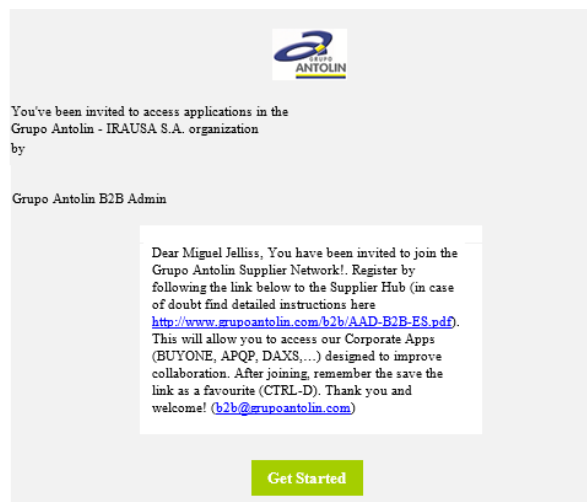 GRUPO
ANTOLIN
You've been invited to access applications in the
Grupo Antolin - IRAUSA S.A. organization
by
Grupo Antolin B2B Admin
Dear Miguel Jelliss, You have been invited to join the
Grupo Antolin Supplier Network!. Register by
following the link below to the Supplier Hub (in case
of doubt find detailed instructions here
http://www.grupoantolin.com/b2b/AAD-B2B-ES.pdf).
This will allow you to access our Corporate Apps
(BUYONE, APQP, DAXS,...) designed to improve
collaboration. After joining, remember the save the
link as a favourite (CTRL-D). Thank you and
welcome! (b2b@grupoantolin.com)
Get Started